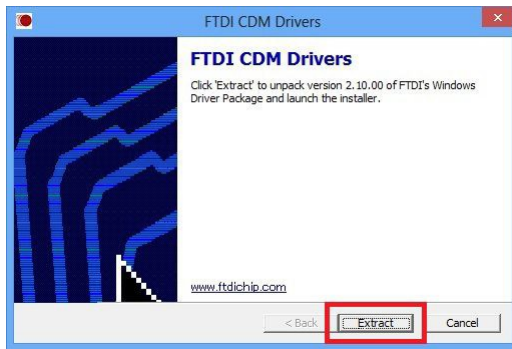 FTDI CDM Drivers
FTDI CDM Drivers
Click 'Extract' to unpack version 2.10.00 of FTDI's Windows
Driver Package and launch the installer.
www.ftdichip.com
< Back Extract Cancel